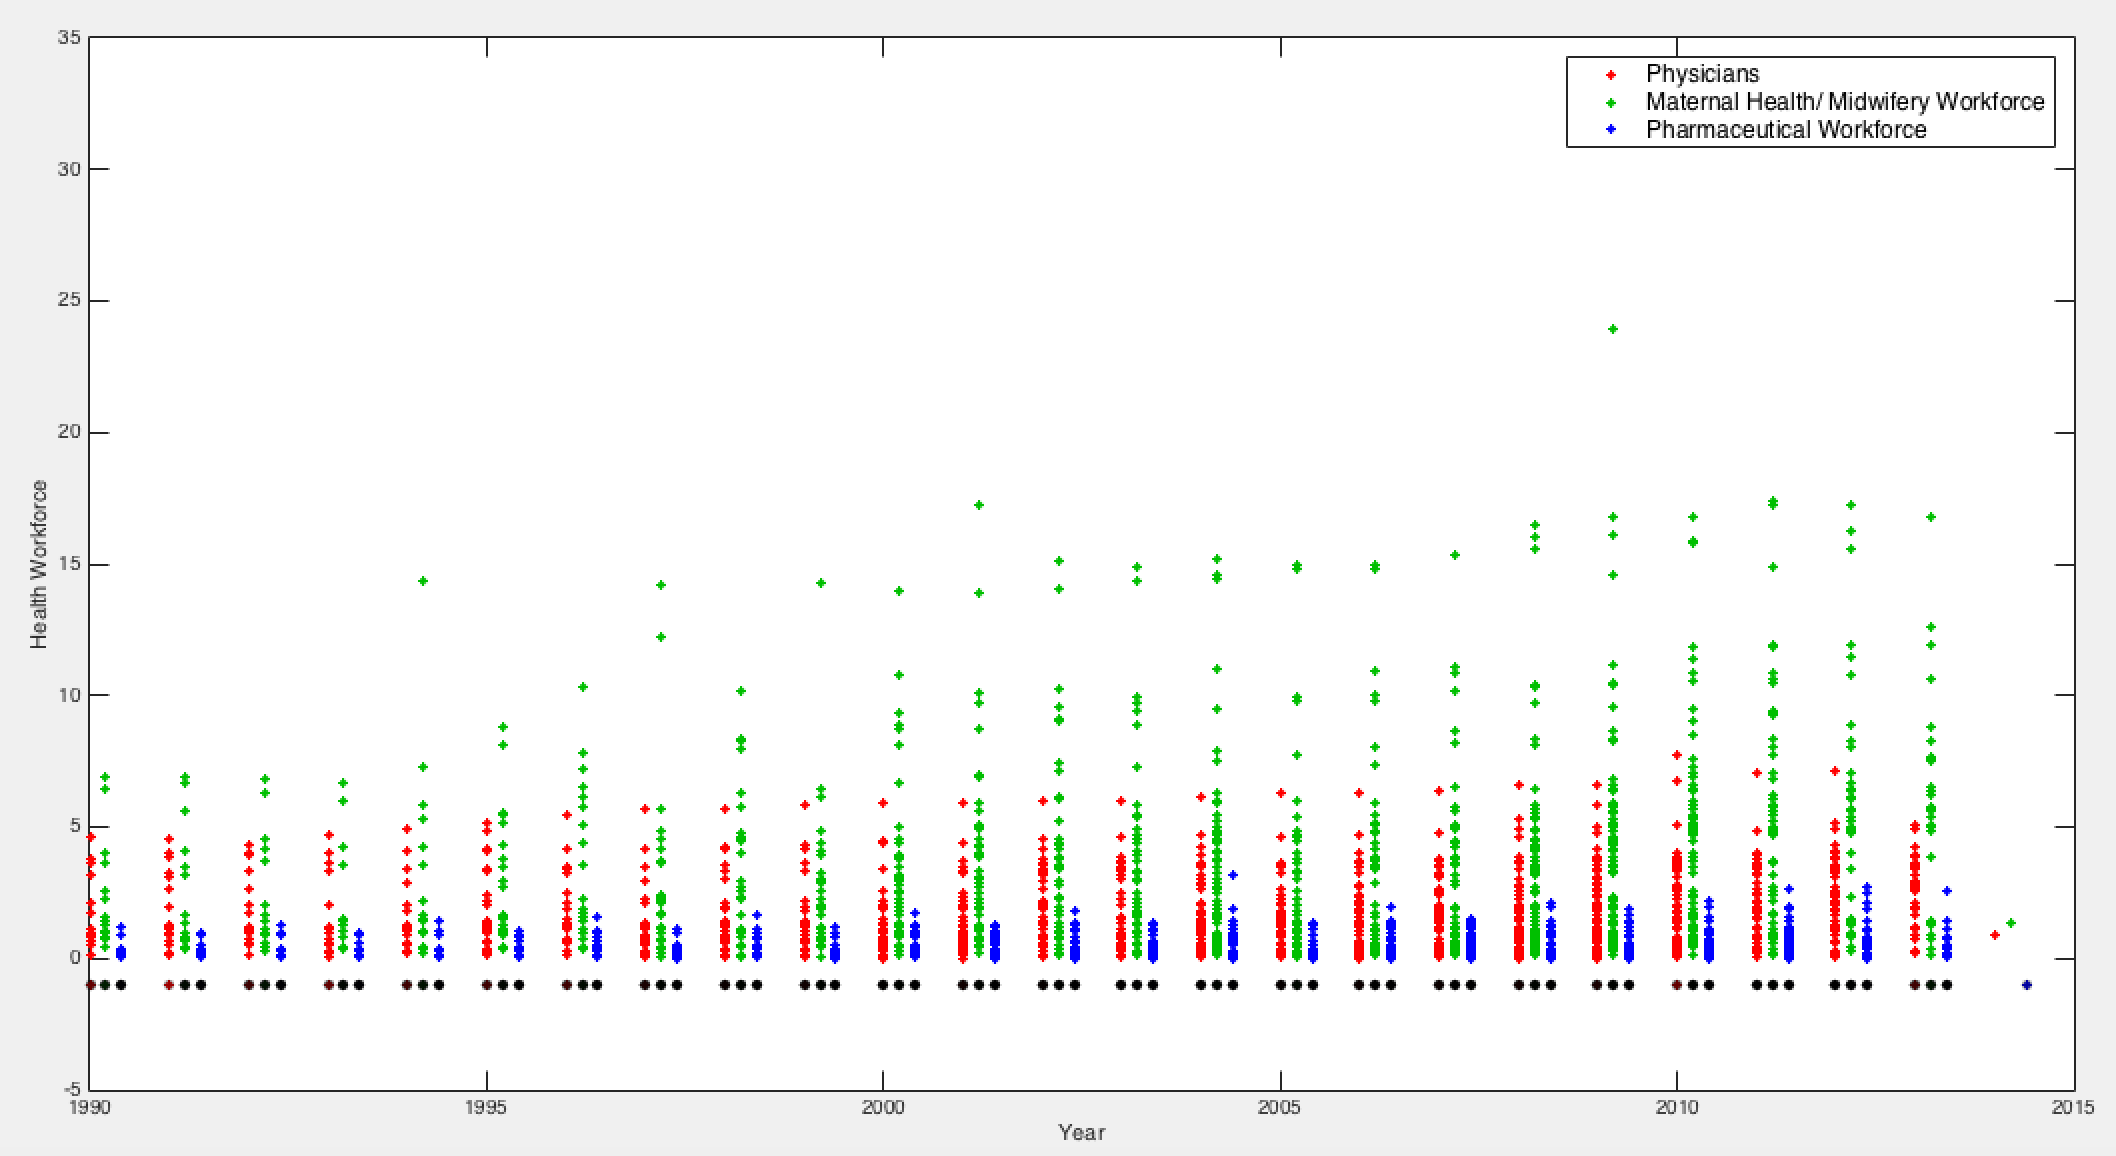 35
30
25
20
15
10
5
0
-5
Health Workforce
Physicians
Maternal Health/ Midwifery Workforce
Pharmaceutical Workforce
1990 1995 2000 2005 2010 2015
Year